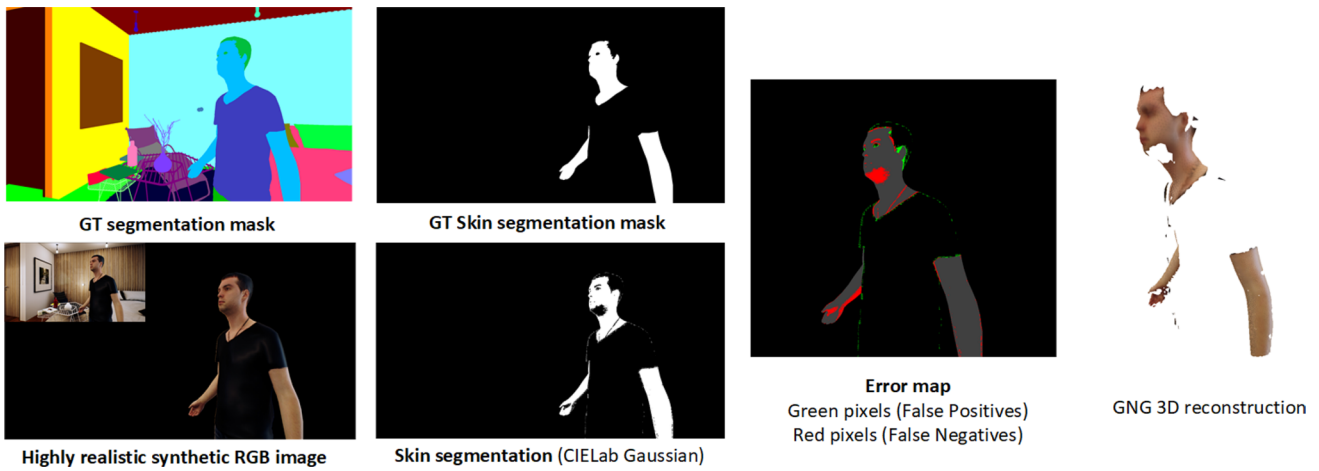 GT segmentation mask
GT Skin segmentation mask
Highly realistic synthetic RGB image
Skin segmentation (CIELab Gaussian)
Error map
Green pixels (False Positives)
Red pixels (False Negatives)
GNG 3D reconstruction